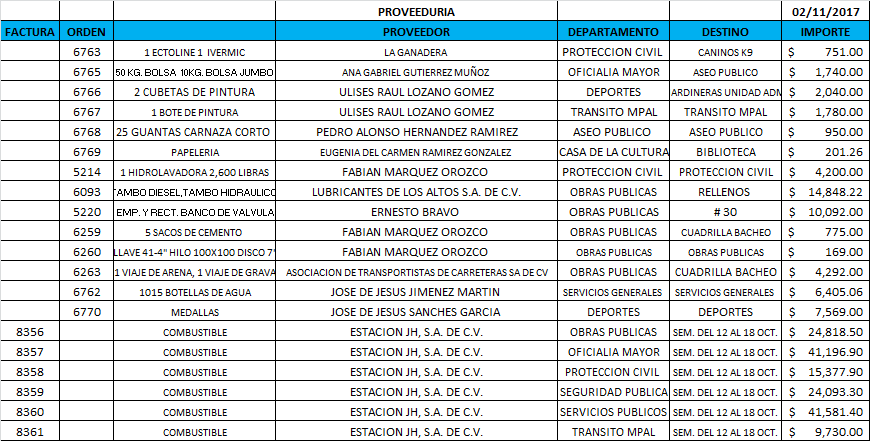 PROVEEDURIA 02/11/2017
FACTURA ORDEN PROVEEDOR DEPARTAMENTO DESTINO IMPORTE
6763 1 ECTOLINE 1 IVERMIC LA GANADERA PROTECCION CIVIL CANINOS K9 $ 751.00
6765 50 KG. BOLSA 10KG. BOLSA JUMBO ANA GABRIEL GUTIERREZ MUÑOZ OFICIALIA MAYOR ASEO PUBLICO $ 1,740.00
6766 2 CUBETAS DE PINTURA ULISES RAUL LOZANO GOMEZ DEPORTES ARDINERAS UNIDAD ADM $ 2,040.00
6767 1 BOTE DE PINTURA ULISES RAUL LOZANO GOMEZ TRANSITO MPAL TRANSITO MPAL $ 1,780.00
6768 25 GUANTAS CARNAZA CORTO PEDRO ALONSO HERNANDEZ RAMIREZ ASEO PUBLICO ASEO PUBLICO $ 950.00
6769 PAPELERIA EUGENIA DEL CARMEN RAMIREZ GONZALEZ CASA DE LA CULTURA BIBLIOTECA $ 201.26
5214 1 HIDROLAVADORA 2,600 LIBRAS FABIAN MARQUEZ OROZCO PROTECCION CIVIL PROTECCION CIVIL $ 4,200.00
6093 TAMBO DIESEL,TAMBO HIDRAULICO LUBRICANTES DE LOS ALTOS S.A. DE C.V. OBRAS PUBLICAS RELLENOS $ 14,848.22
5220 EMP. Y RECT. BANCO DE VALVULA ERNESTO BRAVO OBRAS PUBLICAS # 30 $ 10,092.00
6259 5 SACOS DE CEMENTO FABIAN MARQUEZ OROZCO OBRAS PUBLICAS CUADRILLA BACHEO $ 775.00
6260 LLAVE 41-4" HILO 100X100 DISCO 7" FABIAN MARQUEZ OROZCO OBRAS PUBLICAS OBRAS PUBLICAS $ 169.00
6263 1 VIAJE DE ARENA, 1 VIAJE DE GRAVA ASOCIACION DE TRANSPORTISTAS DE CARRETERAS SA DE CV OBRAS PUBLICAS CUADRILLA BACHEO $ 4,292.00
6762 1015 BOTELLAS DE AGUA JOSE DE JESUS JIMENEZ MARTIN SERVICIOS GENERALES SERVICIOS GENERALES $ 6,405.06
6770 MEDALLAS JOSE DE JESUS SANCHES GARCIA DEPORTES DEPORTES $ 7,569.00
8356 COMBUSTIBLE ESTACION JH, S.A. DE C.V. OBRAS PUBLICAS SEM. DEL 12 AL 18 OCT. $ 24,818.50
8357 COMBUSTIBLE ESTACION JH, S.A. DE C.V. OFICIALIA MAYOR SEM. DEL 12 AL 18 OCT. $ 41,196.90
8358 COMBUSTIBLE ESTACION JH, S.A. DE C.V. PROTECCION CIVIL SEM. DEL 12 AL 18 OCT. $ 15,377.90
8359 COMBUSTIBLE ESTACION JH, S.A. DE C.V. SEGURIDAD PUBLICA SEM. DEL 12 AL 18 OCT. $ 24,093.30
8360 COMBUSTIBLE ESTACION JH, S.A. DE C.V. SERVICIOS PUBLICOS SEM. DEL 12 AL 18 OCT. $ 41,581.40
8361 COMBUSTIBLE ESTACION JH, S.A. DE C.V. TRANSITO MPAL SEM. DEL 12 AL 18 OCT. $ 9,730.00